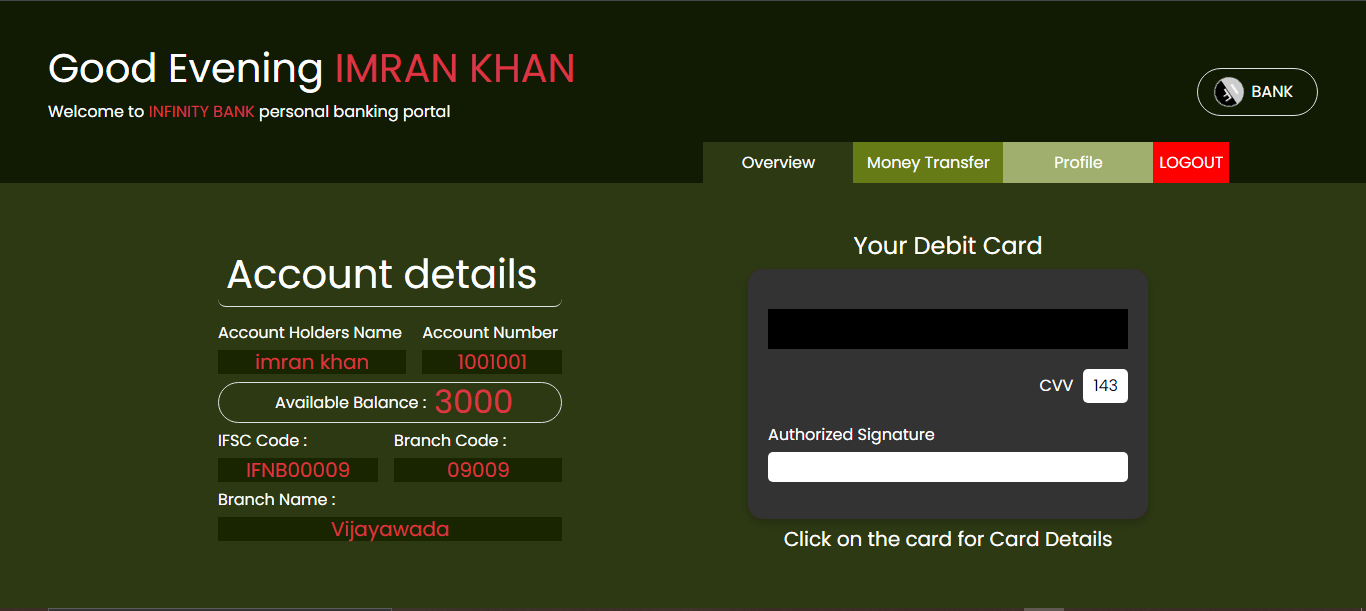 Good Evening IMRAN KHAN
Welcome to INFINITY BANK personal banking portal
BANK
Overview
Money Transfer
Profile
LOGOUT
Account details
Account Holders Name
Account Number
imran khan
1001001
Available Balance : 3000
IFSC Code :
Branch Code :
IFNB00009
09009
Branch Name :
Vijayawada
Your Debit Card
CVV 143
Authorized Signature
Click on the card for Card Details